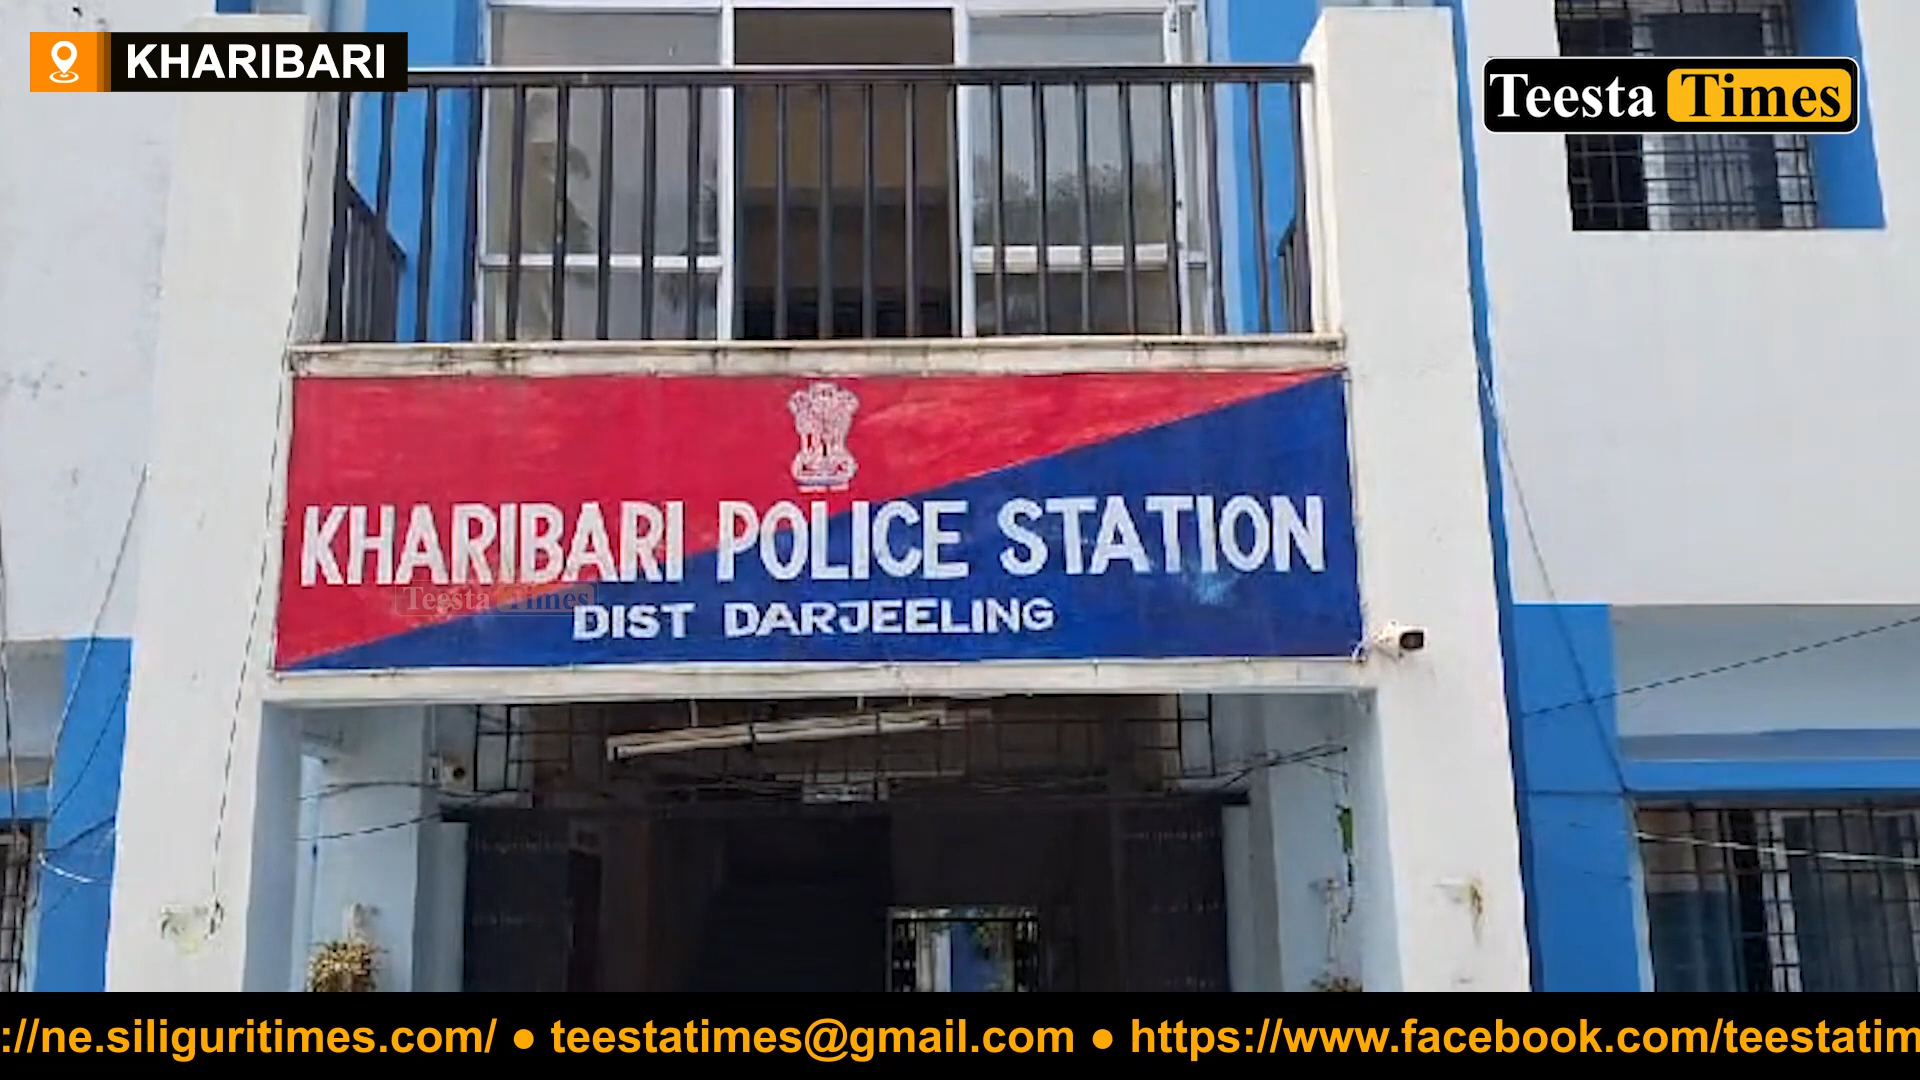 KHARIBARI
Teesta Times
KHARIBARI POLICE STATION
Teesta Times
DIST DARJEELING
://ne.siliguritimes.com/ ● teestatimes@gmail.com ● https://www.facebook.com/teestatim